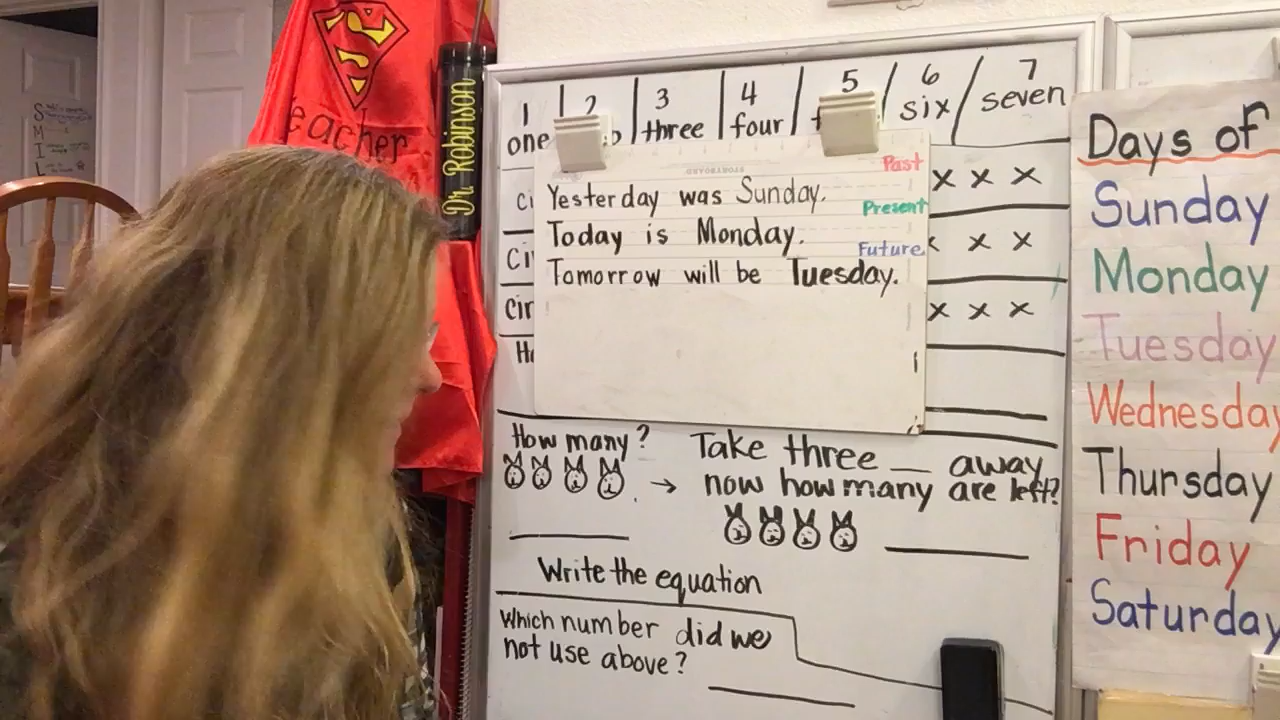 S
M
I
L
S
eacher
Dr. Robinson
1 2 3 4 5 6 7
one three four six seven
STORYBOARD
Past
Yesterday was Sunday.
Present
Today is Monday.
Future
Tomorrow will be Tuesday.
x x x
x x
x x x
How many?
Take three __ away
now how many are left?
Write the equation
Which number did we
not use above?
Days of
Sunday
Monday
Tuesday
Wednesday
Thursday
Friday
Saturday